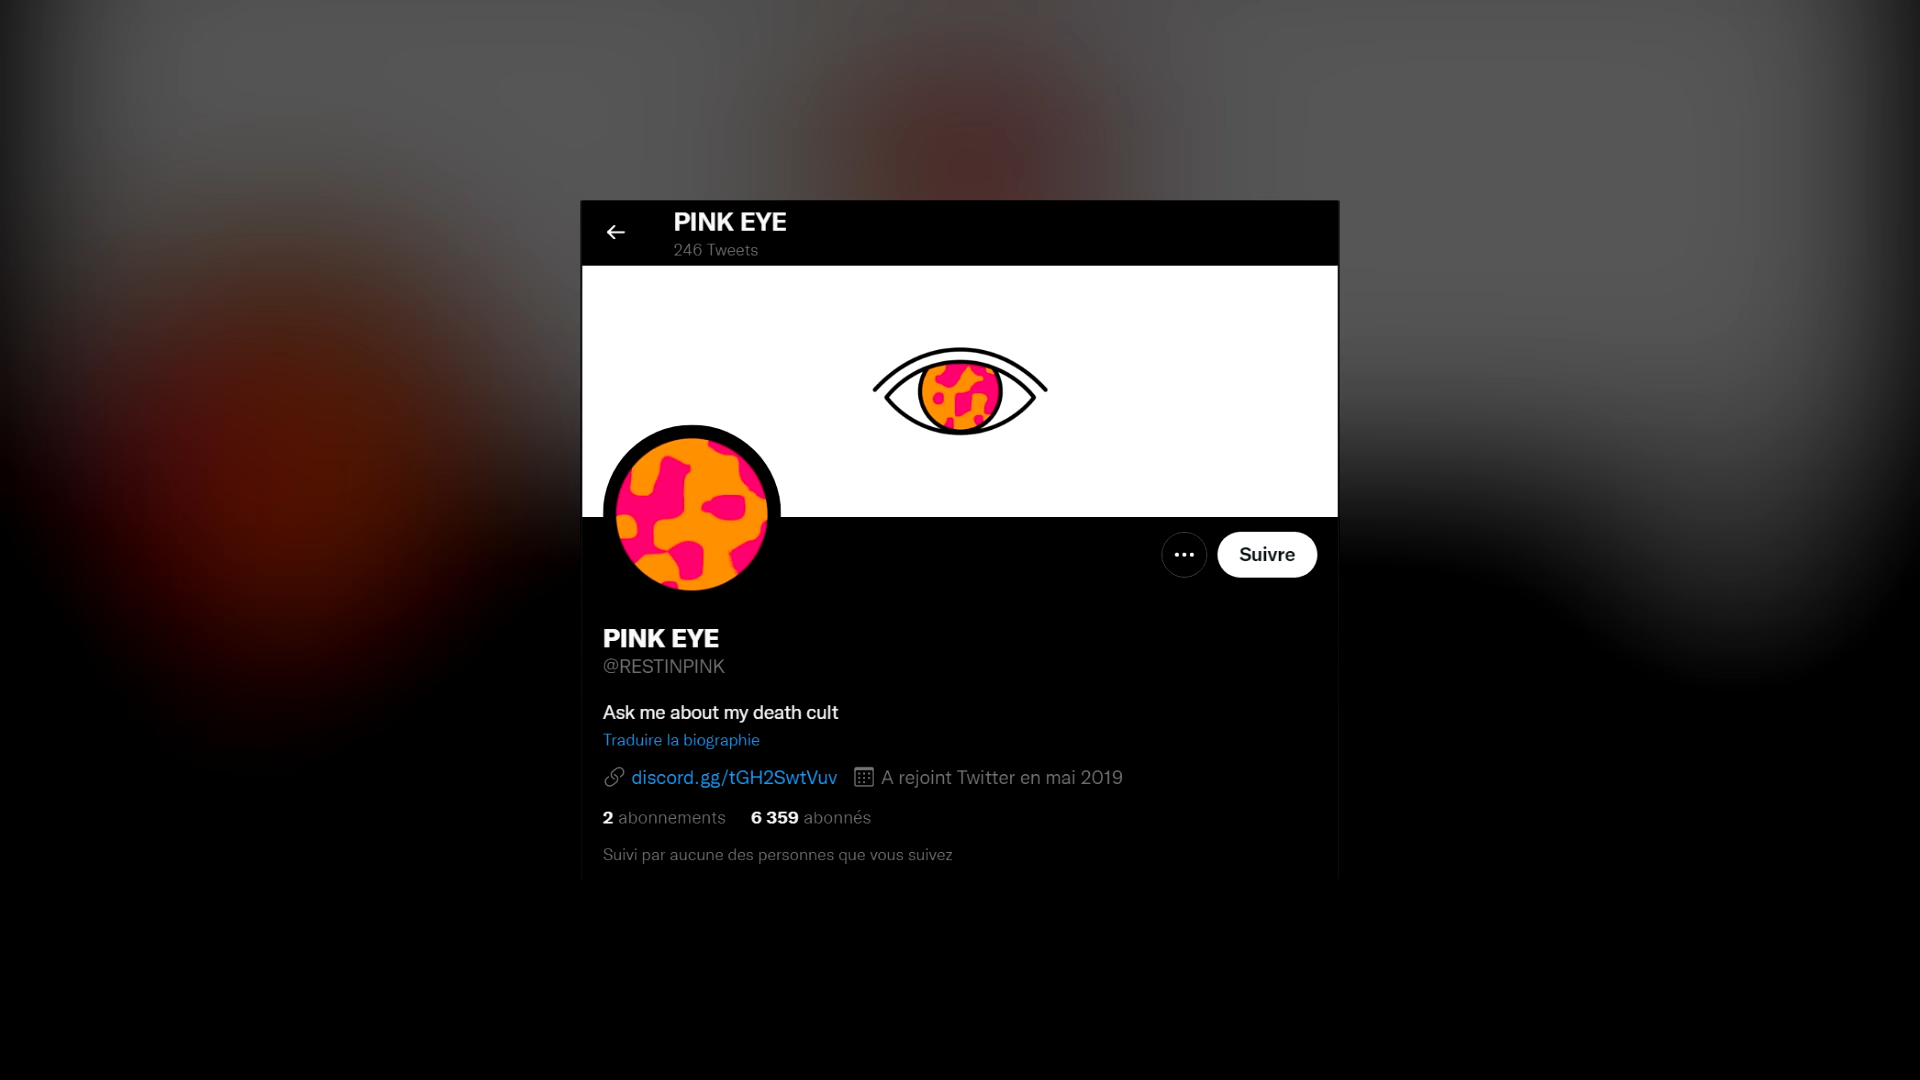 PINK EYE
246 Tweets
Suivre
PINK EYE
@RESTINPINK
Ask me about my death cult
Traduire la biographie
discord.gg/tGH2SwtVuv A rejoint Twitter en mai 2019
2 abonnements 6 359 abonnés
Suivi par aucune des personnes que vous suivez